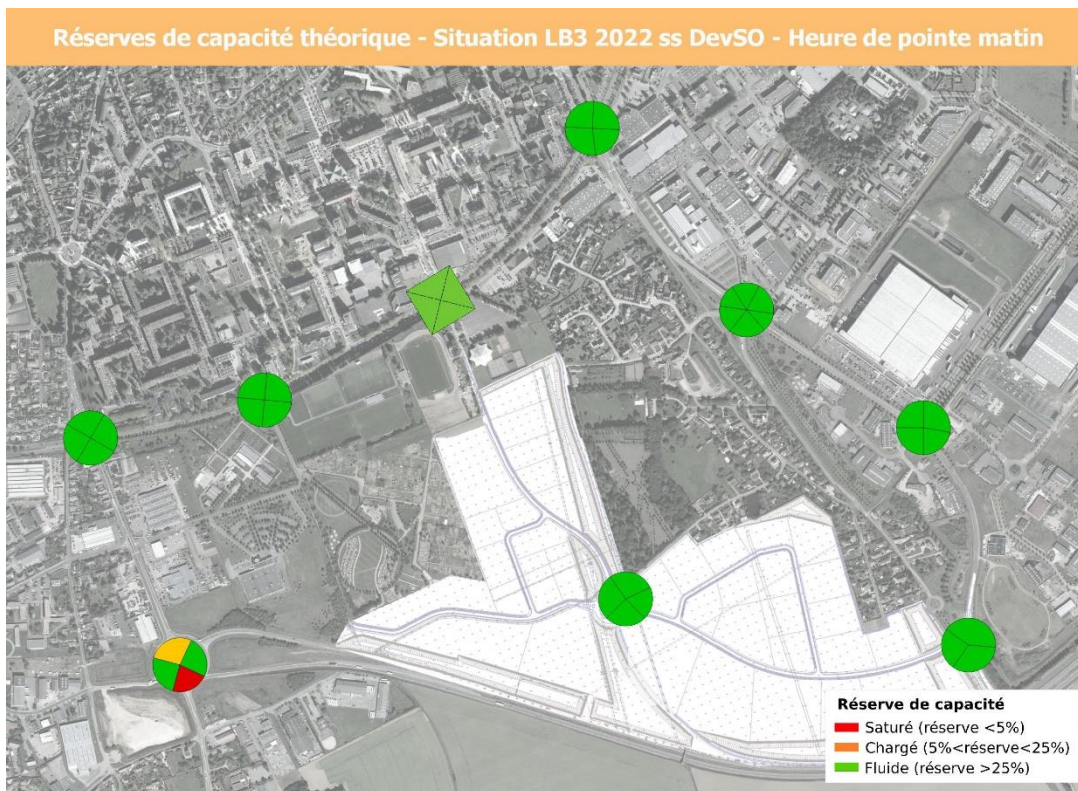 Réserves de capacité théorique - Situation LB3 2022 ss DevSO - Heure de pointe matin
Réserve de capacité
Saturé (réserve <5%)
Chargé (5%<réserve<25%)
Fluide (réserve >25%)